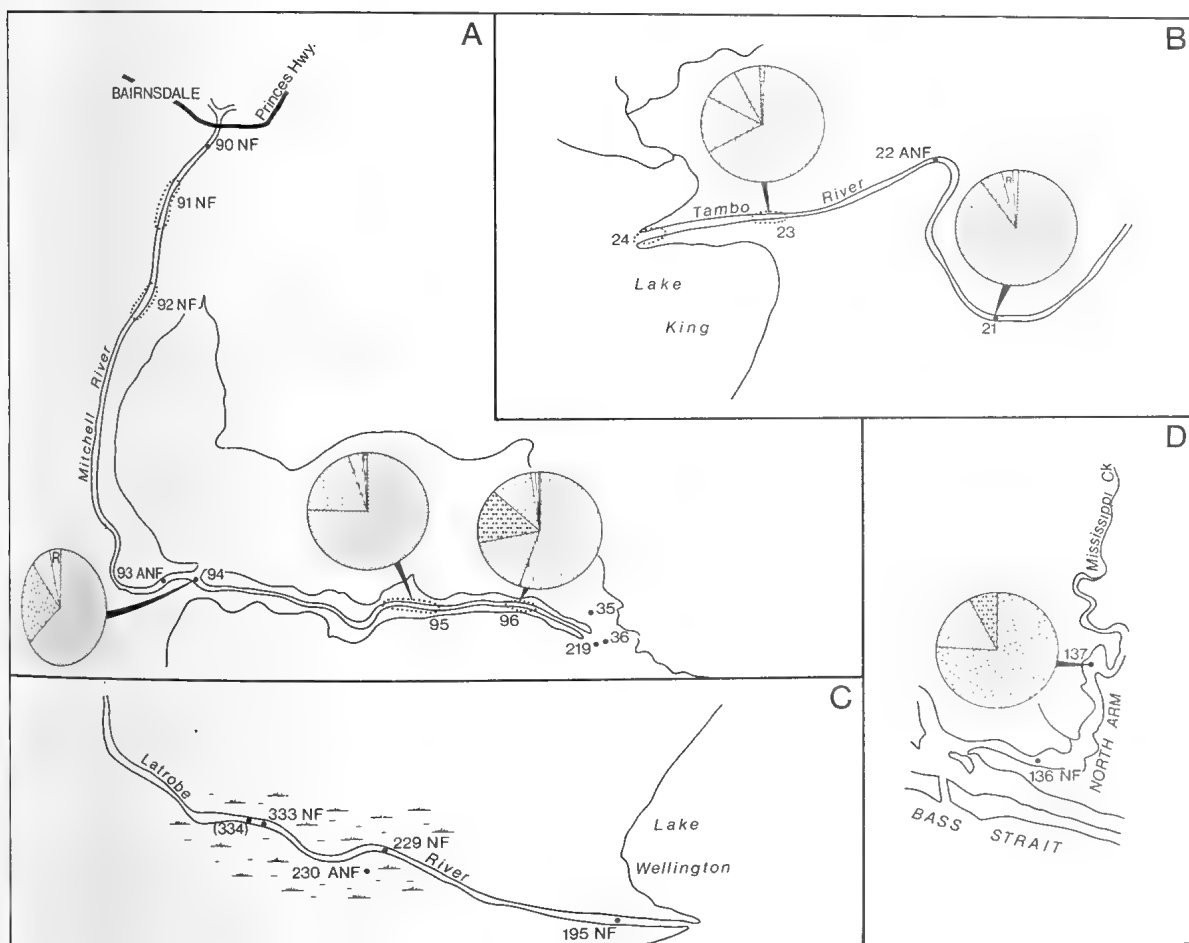 A
BAIRNSDALE
Princes Hwy.
90 NF
91 NF
92 NF
Mitchell River
93 ANF
94
R
95
96
35
36
219
B
22 ANF
Tambo River
23
24
R
21
Lake
King
C
Latrobe River
333 NF
(334)
229 NF
230 ANF
195 NF
Lake
Wellington
D
Mississippi Ck
137
136 NF
NORTH ARM
BASS STRAIT